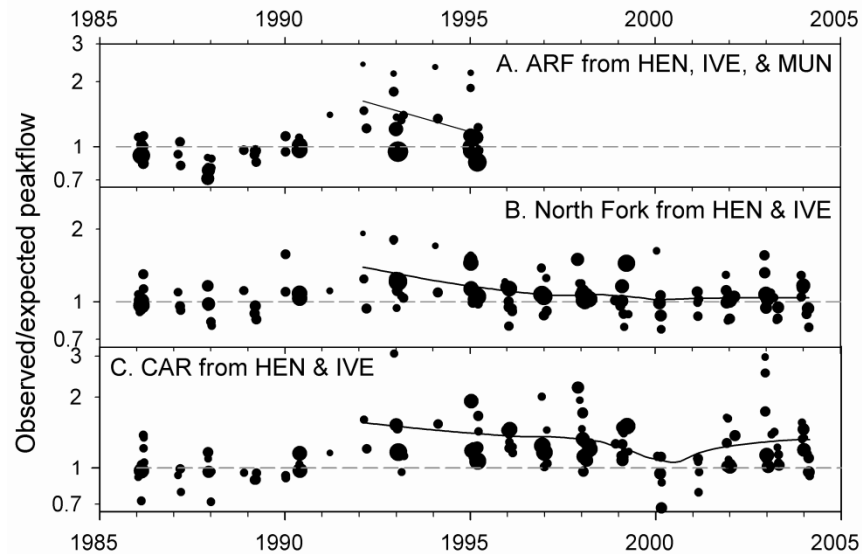 1985 1990 1995 2000 2005
3
A. ARF from HEN, IVE, & MUN
2
1
0.7
B. North Fork from HEN & IVE
2
1
0.7
3
C. CAR from HEN & IVE
2
1
0.7
Observed/expected peakflow
1985 1990 1995 2000 2005